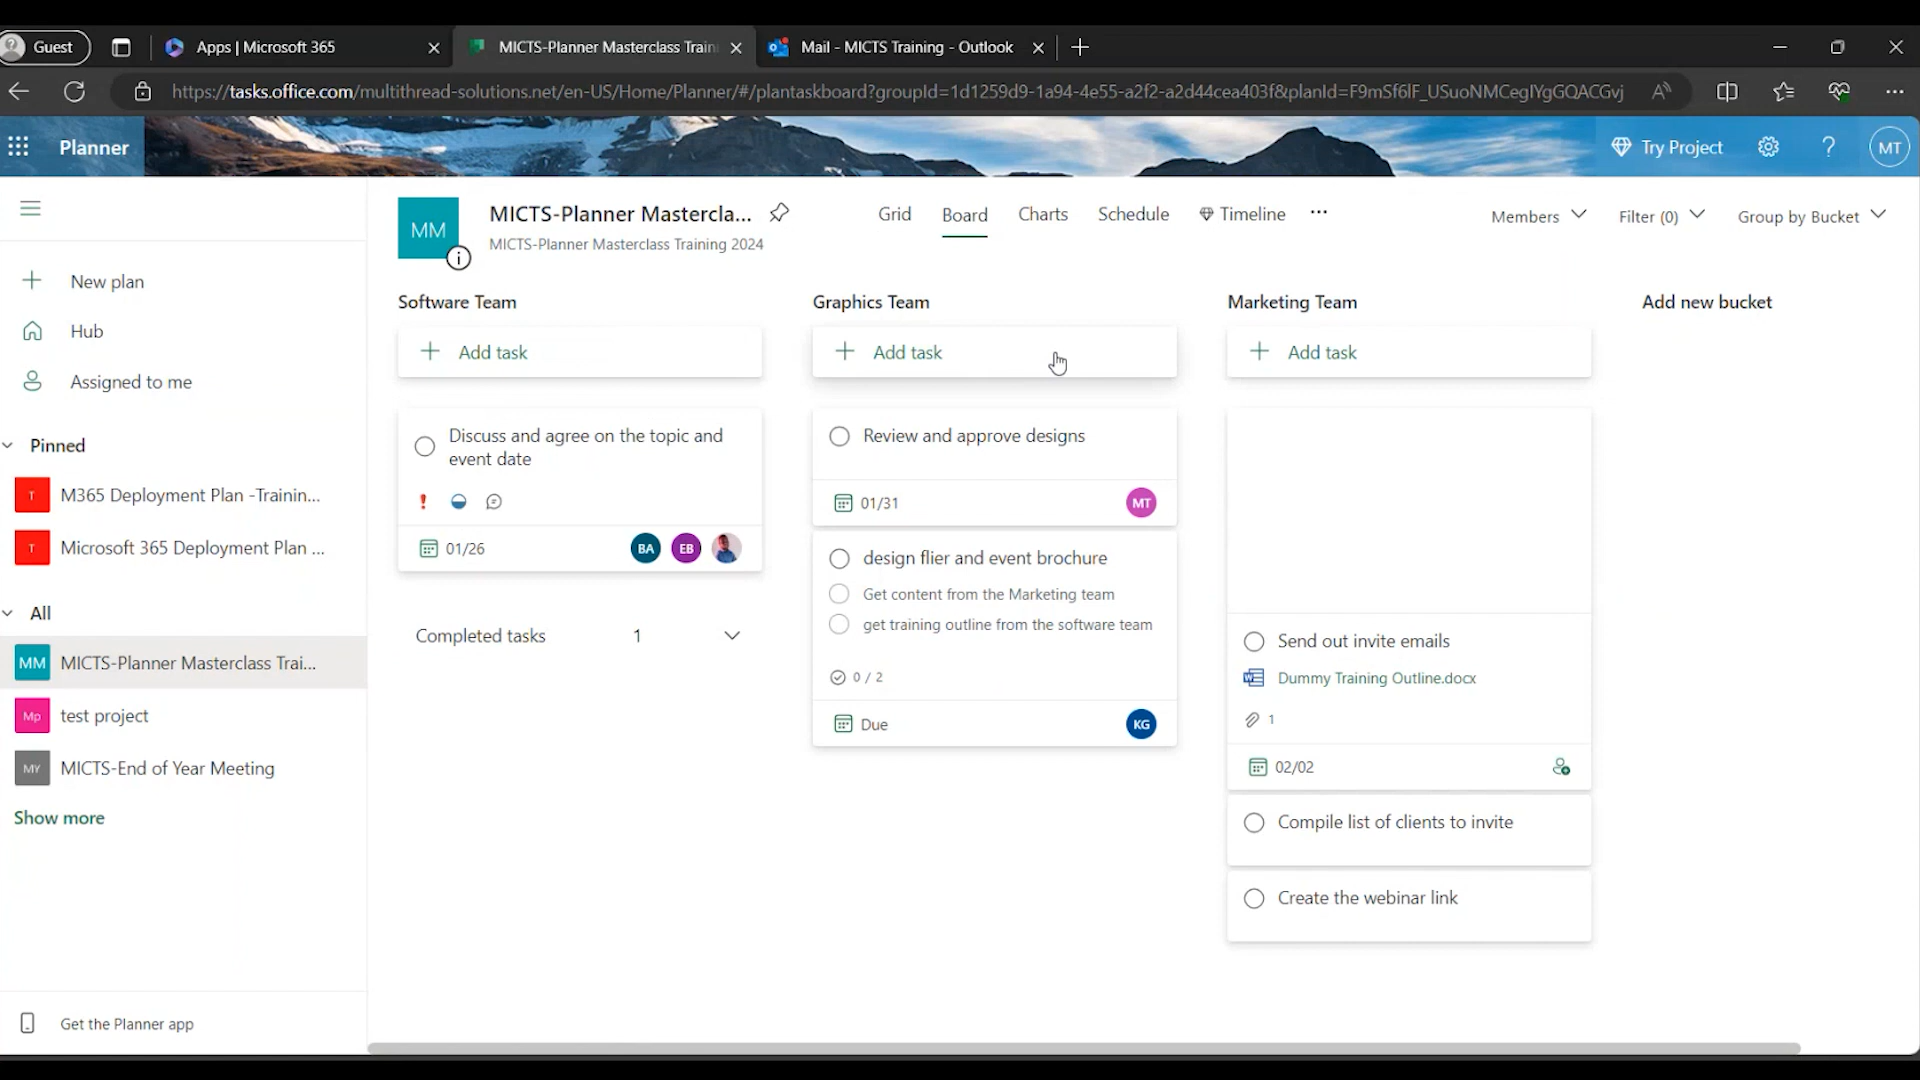 Guest
Apps | Microsoft 365
MICTS-Planner Masterclass Train
Mail - MICTS Training - Outlook
https://tasks.office.com/multithread-solutions.net/en-US/Home/Planner/#/plantaskboard?groupId=1d1259d9-1a94-4e55-a2f2-a2d44cea403f&planId=F9mSf6lF_USuoNMCeglYgGQACGvj
Planner
Try Project
?
MT
MM
MICTS-Planner Mastercla...
MICTS-Planner Masterclass Training 2024
Grid
Board
Charts
Schedule
Timeline
...
Members
Filter (0)
Group by Bucket
New plan
Hub
Assigned to me
Pinned
T
M365 Deployment Plan -Trainin...
T
Microsoft 365 Deployment Plan ...
All
MM
MICTS-Planner Masterclass Trai...
Mp
test project
MY
MICTS-End of Year Meeting
Show more
Get the Planner app
Software Team
Add task
Discuss and agree on the topic and
event date
01/26
BA
EB
Completed tasks
1
Graphics Team
Add task
Review and approve designs
01/31
MT
design flier and event brochure
Get content from the Marketing team
get training outline from the software team
0 / 2
Due
KG
Marketing Team
Add task
Send out invite emails
Dummy Training Outline.docx
1
02/02
Compile list of clients to invite
Create the webinar link
Add new bucket